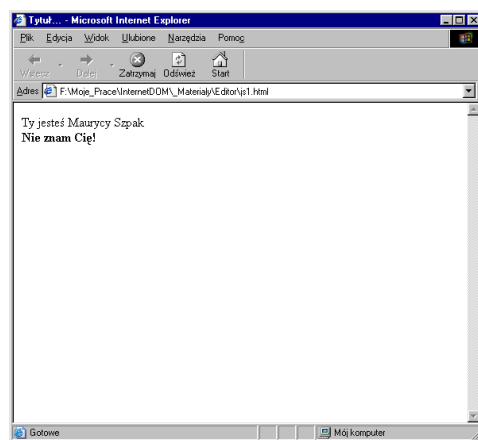 Tytuł... - Microsoft Internet Explorer
Plik Edycja Widok Ulubione Narzędzia Pomoc
Wstecz Dalej Zatrzymaj Odśwież Start
Adres F:\Moje_Prace\InternetDOM\_Materiały\Editor\js1.html
Ty jesteś Maurycy Szpak
Nie znam Cię!
Gotowe Mój komputer